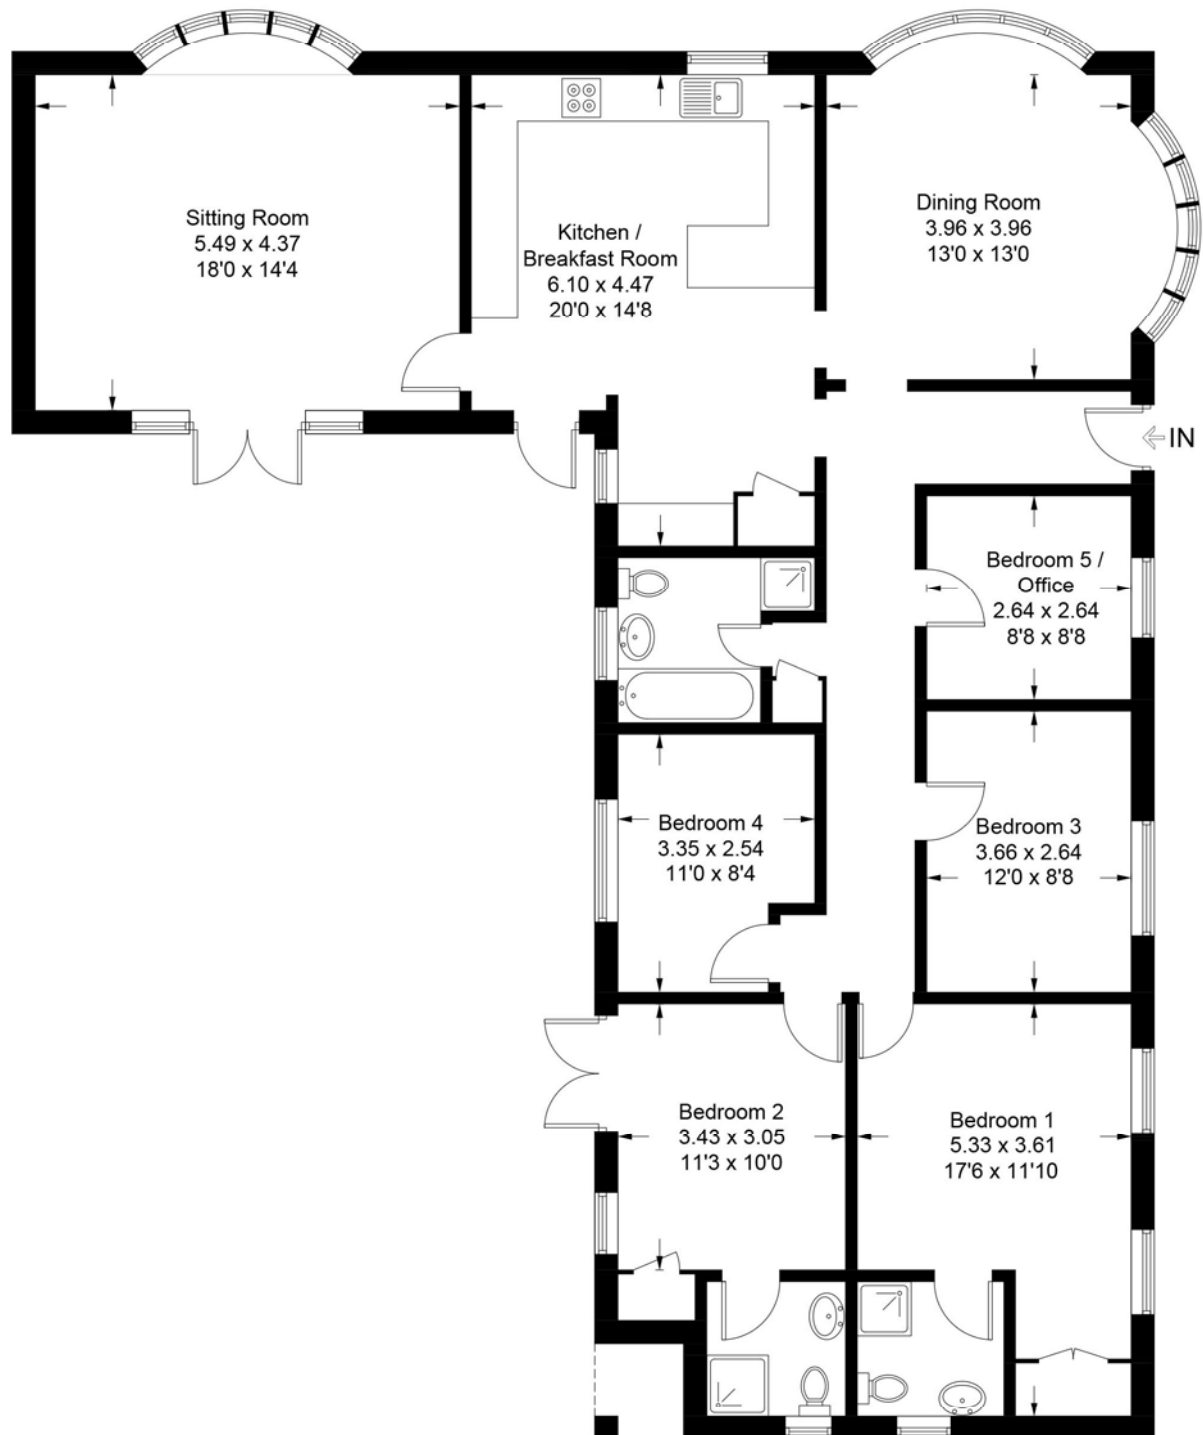 Sitting Room
5.49 x 4.37
18'0 x 14'4
Kitchen /
Breakfast Room
6.10 x 4.47
20'0 x 14'8
Dining Room
3.96 x 3.96
13'0 x 13'0
IN
Bedroom 5 /
Office
2.64 x 2.64
8'8 x 8'8
Bedroom 4
3.35 x 2.54
11'0 x 8'4
Bedroom 3
3.66 x 2.64
12'0 x 8'8
Bedroom 2
3.43 x 3.05
11'3 x 10'0
Bedroom 1
5.33 x 3.61
17'6 x 11'10